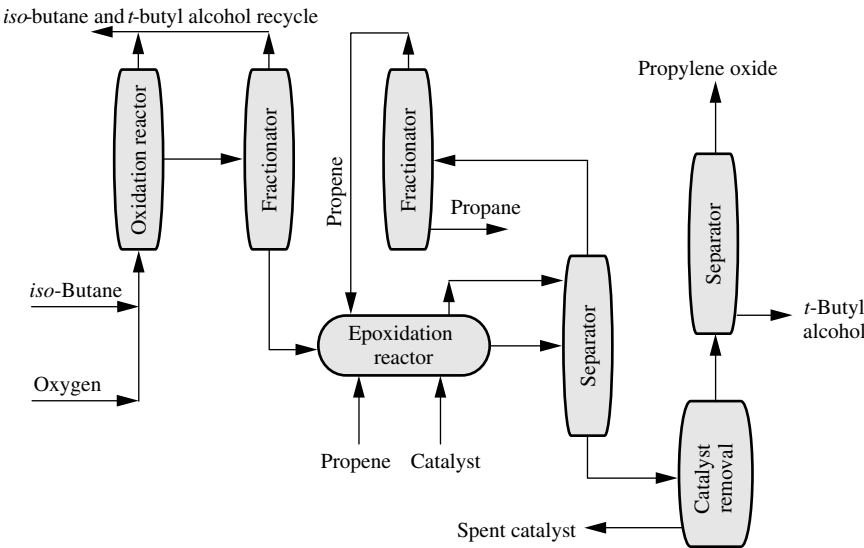 iso-butane and t-butyl alcohol recycle
Oxidation reactor
Fractionator
Propene
Fractionator
Propane
Propylene oxide
Separator
iso-Butane
Oxygen
Epoxidation
reactor
Separator
t-Butyl
alcohol
Propene
Catalyst
Catalyst
removal
Spent catalyst